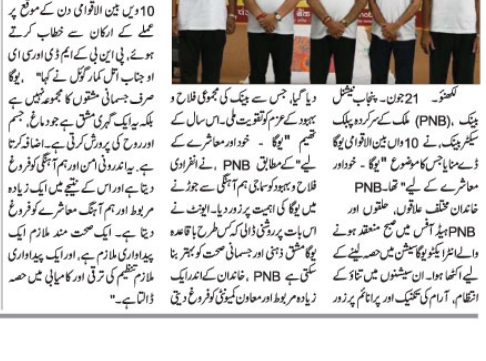 لکھنؤ۔ 21 جون۔ پنجاب نیشنل
بینک (PNB)، ملک کے سرکردہ پبلک
سیکٹر بینک، نے 10 واں بین الاقوامی یوگا
ڈے منایا جس کا موضوع "یوگا - خود اور
معاشرے کے لیے" تھا۔ PNB
خاندان مختلف علاقوں، حلقوں اور
PNB ہیڈ آفس میں صبح منعقد ہونے
والے انٹرایکٹو یوگا سیشن میں حصہ لینے کے
لیے اکٹھا ہوا۔ ان سیشنوں میں تناؤ کے
انتظام، آرام کی تکنیک اور پرانائم پر زور
دیا گیا، جس سے بینک کی مجموعی فلاح و
بہبود کے عزم کو تقویت ملی۔ اس سال کے
تھیم "یوگا - خود اور معاشرے کے
لیے" کے مطابق PNB ، نے انفرادی
فلاح و بہبود کو سماجی ہم آہنگی سے جوڑنے
میں یوگا کی اہمیت پر زور دیا۔ ایونٹ نے
اس بات پر روشنی ڈالی کہ کس طرح باقاعدہ
یوگا مشق ذہنی اور جسمانی صحت کو بہتر بنا
سکتی ہے PNB ، خاندان کے اندر ایک
زیادہ مربوط اور معاون کمیونٹی کو فروغ دیتی
10 ویں بین الاقوامی دن کے موقع پر
عملے کے ارکان سے خطاب کرتے
ہوئے، پی این بی کے ایم ڈی اور سی ای
او جناب اتل کمار گوئل نے کہا "، یوگا
صرف جسمانی مشقوں کا مجموعہ نہیں ہے
بلکہ یہ ایک گہری مشق ہے جو دماغ، جسم
اور روح کی پرورش کرتی ہے۔ اضافہ کرتا
ہے۔ یہ اندرونی امن اور ہم آہنگی کو فروغ
دیتا ہے اور اس کے نتیجے میں ایک زیادہ
مربوط اور ہم آہنگ معاشرے کو فروغ
دیتا ہے۔ ایک صحت مند ملازم ایک
پیداواری ملازم ہے، اور ایک پیداواری
ملازم تنظیم کی ترقی اور کامیابی میں حصہ
ڈالتا ہے۔"